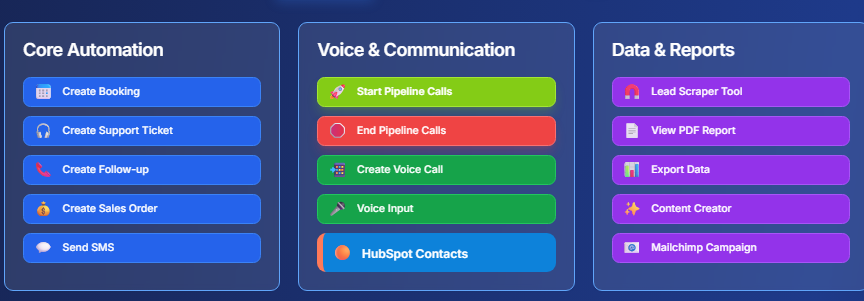 Core Automation
Create Booking
Create Support Ticket
Create Follow-up
Create Sales Order
Send SMS
Voice & Communication
Start Pipeline Calls
End Pipeline Calls
Create Voice Call
Voice Input
HubSpot Contacts
Data & Reports
Lead Scraper Tool
View PDF Report
Export Data
Content Creator
Mailchimp Campaign